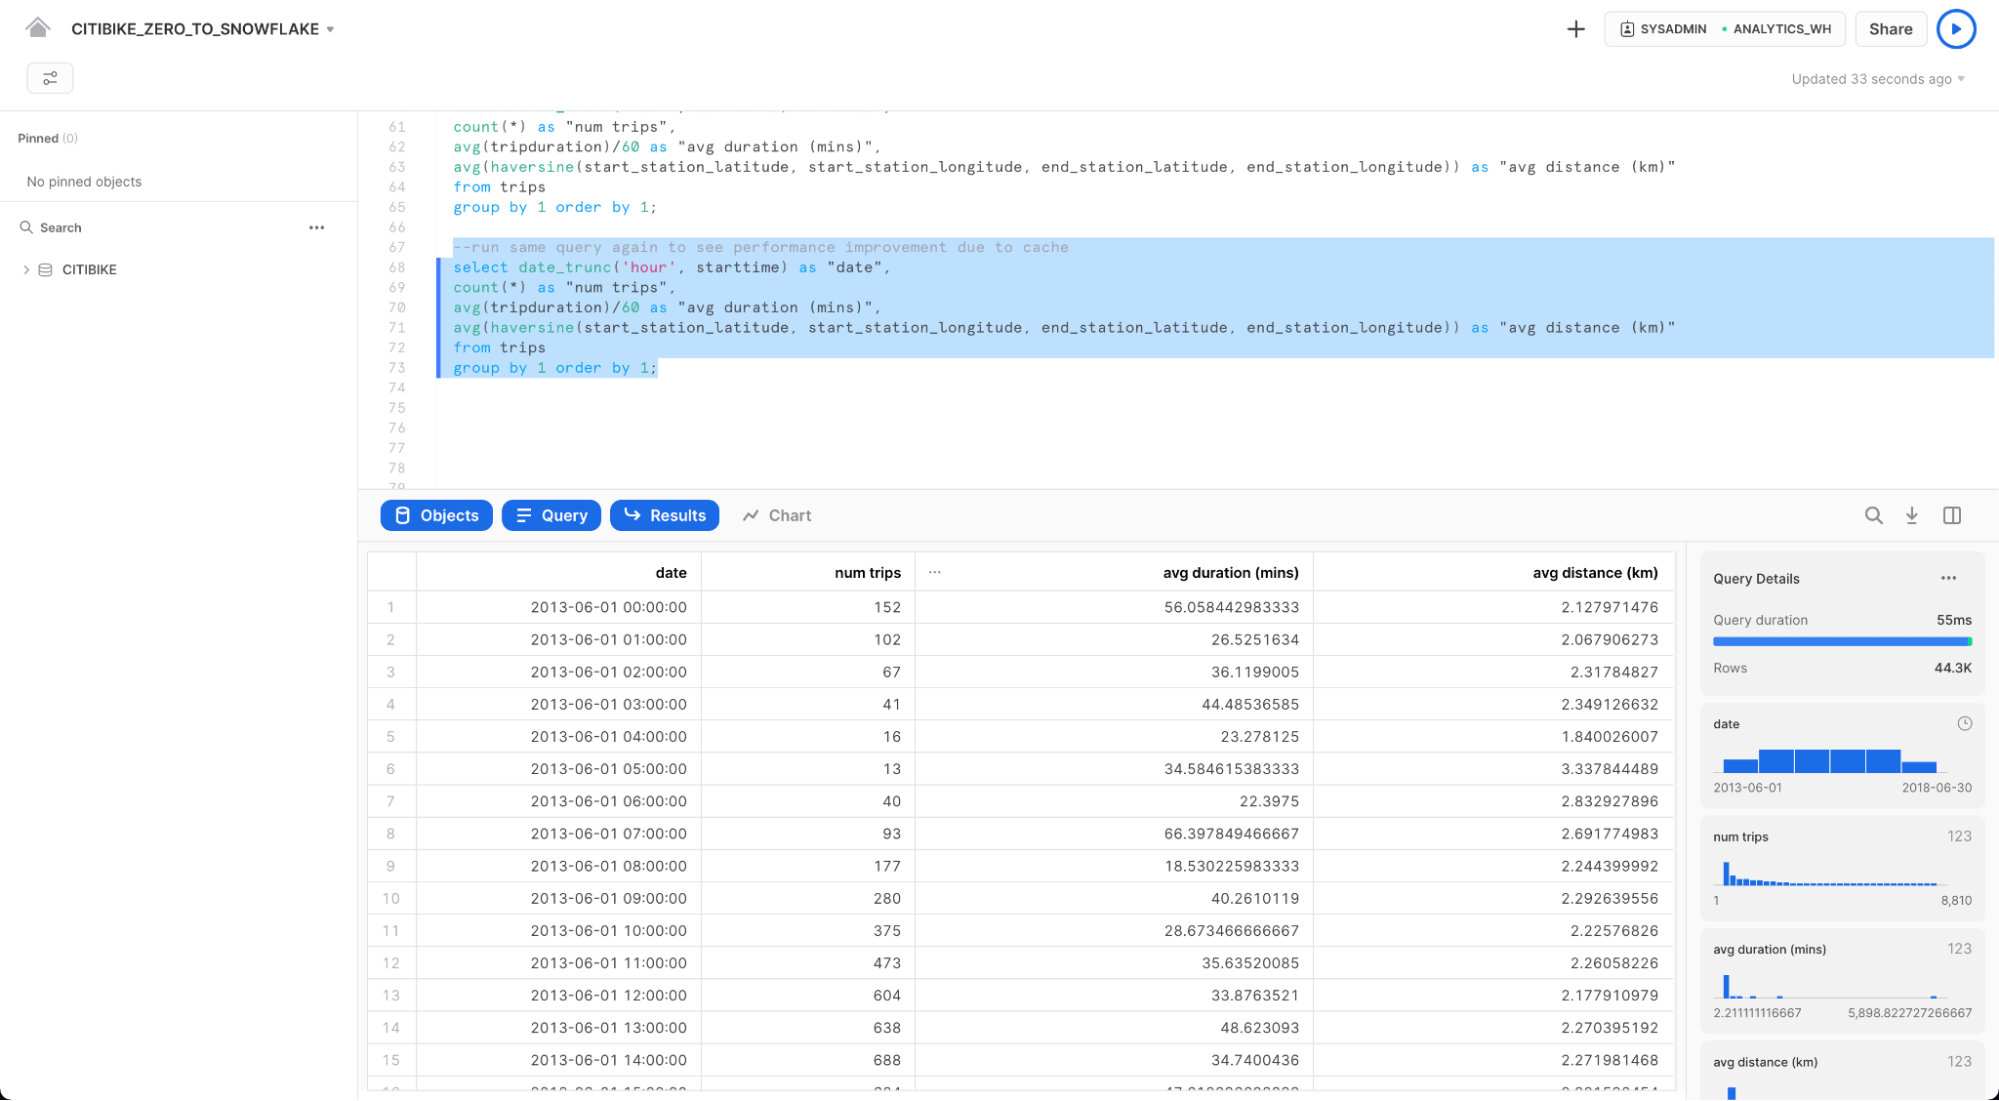 CITIBIKE_ZERO_TO_SNOWFLAKE
SYSADMIN • ANALYTICS_WH
Share
Updated 33 seconds ago
Pinned (0)
No pinned objects
Search
CITIBIKE
61 count(*) as "num trips",
62 avg(tripduration)/60 as "avg duration (mins)",
63 avg(haversine(start_station_latitude, start_station_longitude, end_station_latitude, end_station_longitude)) as "avg distance (km)"
64 from trips
65 group by 1 order by 1;
66
67 --run same query again to see performance improvement due to cache
68 select date_trunc('hour', starttime) as "date",
69 count(*) as "num trips",
70 avg(tripduration)/60 as "avg duration (mins)",
71 avg(haversine(start_station_latitude, start_station_longitude, end_station_latitude, end_station_longitude)) as "avg distance (km)"
72 from trips
73 group by 1 order by 1;
74
75
76
77
78
79
Objects Query Results Chart
date num trips ... avg duration (mins) avg distance (km)
1 2013-06-01 00:00:00 152 56.058442983333 2.127971476
2 2013-06-01 01:00:00 102 26.5251634 2.067906273
3 2013-06-01 02:00:00 67 36.1199005 2.31784827
4 2013-06-01 03:00:00 41 44.48536585 2.349126632
5 2013-06-01 04:00:00 16 23.278125 1.840026007
6 2013-06-01 05:00:00 13 34.584615383333 3.337844489
7 2013-06-01 06:00:00 40 22.3975 2.832927896
8 2013-06-01 07:00:00 93 66.397849466667 2.691774983
9 2013-06-01 08:00:00 177 18.530225983333 2.244399992
10 2013-06-01 09:00:00 280 40.2610119 2.292639556
11 2013-06-01 10:00:00 375 28.673466666667 2.22576826
12 2013-06-01 11:00:00 473 35.63520085 2.26058226
13 2013-06-01 12:00:00 604 33.8763521 2.177910979
14 2013-06-01 13:00:00 638 48.623093 2.270395192
15 2013-06-01 14:00:00 688 34.7400436 2.271981468
Query Details
Query duration 55ms
Rows 44.3K
date
2013-06-01 2018-06-30
num trips 123
1 8,810
avg duration (mins) 123
2.211111116667 5,898.822727266667
avg distance (km) 123